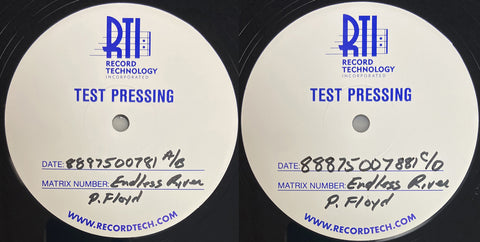 RTI
RECORD
TECHNOLOGY
INCORPORATED
TEST PRESSING
DATE: 8897500781 A/B
MATRIX NUMBER: Endless River
P. Floyd
WWW.RECORDTECH.COM
RTI
RECORD
TECHNOLOGY
INCORPORATED
TEST PRESSING
DATE: 88875007881 C/D
MATRIX NUMBER: Endless River
P. Floyd
WWW.RECORDTECH.COM